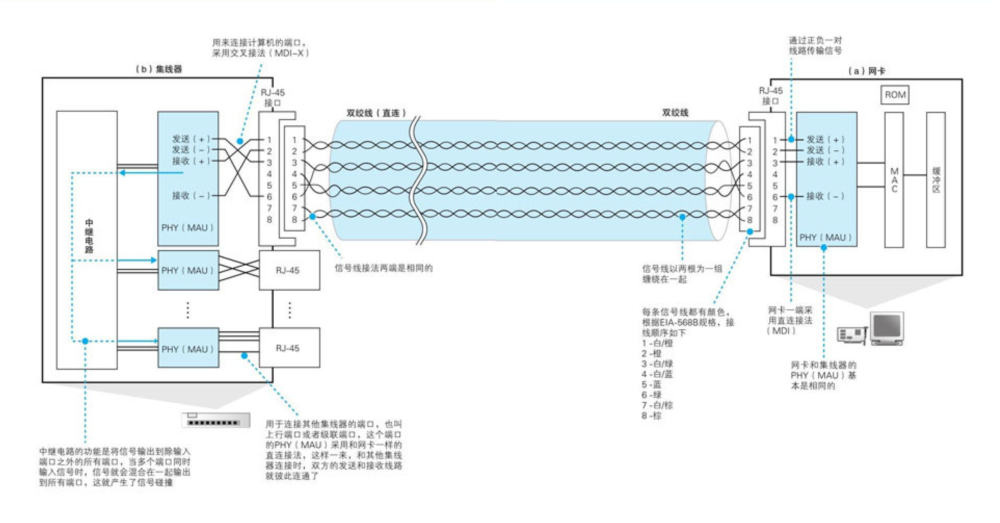 用来连接计算机的端口，
采用交叉接法（MDI-X）
通过正负一对
线路传输信号
（b）集线器
（a）网卡
RJ-45
接口
双绞线（直连）
双绞线
RJ-45
接口
ROM
发送（+）
发送（-）
接收（+）
接收（-）
PHY（MAU）
1
2
3
4
5
6
7
8
1
2
3
4
5
6
7
8
1
2
3
4
5
6
7
8
1
2
3
4
5
6
7
8
发送（+）
发送（-）
接收（+）
接收（-）
PHY（MAU）
MAC
缓冲区
中继电路
PHY（MAU）
RJ-45
PHY（MAU）
RJ-45
信号线接法两端是相同的
信号线以两根为一组
缠绕在一起
每条信号线都有颜色，
根据EIA-568B规格，接
线顺序如下
1 -白/橙
2 -橙
3 -白/绿
4 -白/蓝
5 -蓝
6 -绿
7 -白/棕
8 -棕
网卡一端采
用直连接法
（MDI）
网卡和集线器的
PHY（MAU）基
本是相同的
用于连接其他集线器的端口，也叫
上行端口或者级联端口，这个端口
的PHY（MAU）采用和网卡一样的
直连接法，这样一来，和其他集线
器连接时，双方的发送和接收线路
就彼此连通了
中继电路的功能是将信号输出到除输入
端口之外的所有端口，当多个端口同时
输入信号时，信号就会混合在一起输出
到所有端口，这就产生了信号碰撞